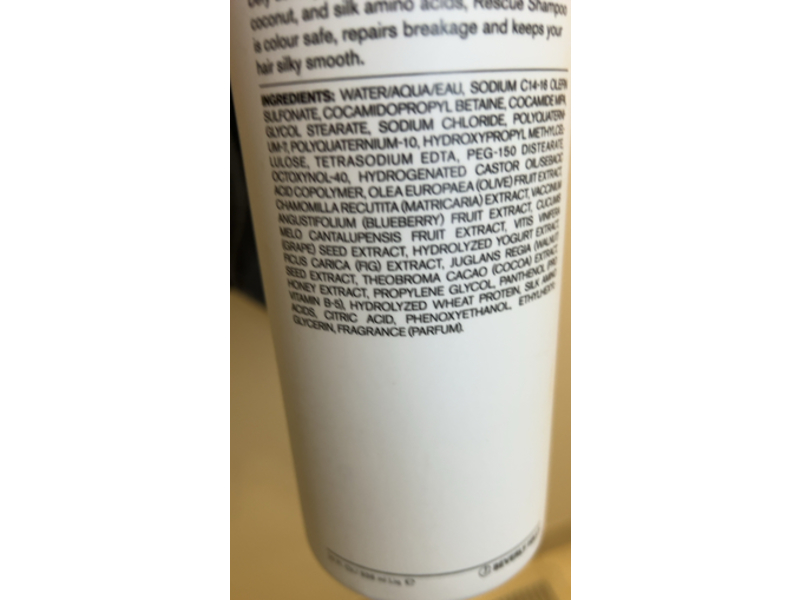 coconut, and silk amino acids, Rescue Shampoo
is colour safe, repairs breakage and keeps your
hair silky smooth.
INGREDIENTS: WATER/AQUA/EAU, SODIUM C14-16 OLEFIN
SULFONATE, COCAMIDOPROPYL BETAINE, COCAMIDE MIPA,
GLYCOL STEARATE, SODIUM CHLORIDE, POLYQUATERN-
IUM-7, POLYQUATERNIUM-10, HYDROXYPROPYL METHYLCEL-
LULOSE, TETRASODIUM EDTA, PEG-150 DISTEARATE,
OCTOXYNOL-40, HYDROGENATED CASTOR OIL/SEBACIC
ACID COPOLYMER, OLEA EUROPAEA (OLIVE) FRUIT EXTRACT,
CHAMOMILLA RECUTITA (MATRICARIA) EXTRACT, VACCINIUM
ANGUSTIFOLIUM (BLUEBERRY) FRUIT EXTRACT, CUCUMIS
MELO CANTALUPENSIS FRUIT EXTRACT, VITIS VINIFERA
(GRAPE) SEED EXTRACT, HYDROLYZED YOGURT EXTRACT,
FICUS CARICA (FIG) EXTRACT, JUGLANS REGIA (WALNUT)
SEED EXTRACT, THEOBROMA CACAO (COCOA) EXTRACT,
HONEY EXTRACT, PROPYLENE GLYCOL, PANTHENOL (PRO
VITAMIN B-5), HYDROLYZED WHEAT PROTEIN, SILK AMINO
ACIDS, CITRIC ACID, PHENOXYETHANOL, ETHYLHEXYL
GLYCERIN, FRAGRANCE (PARFUM).
BEVERLY